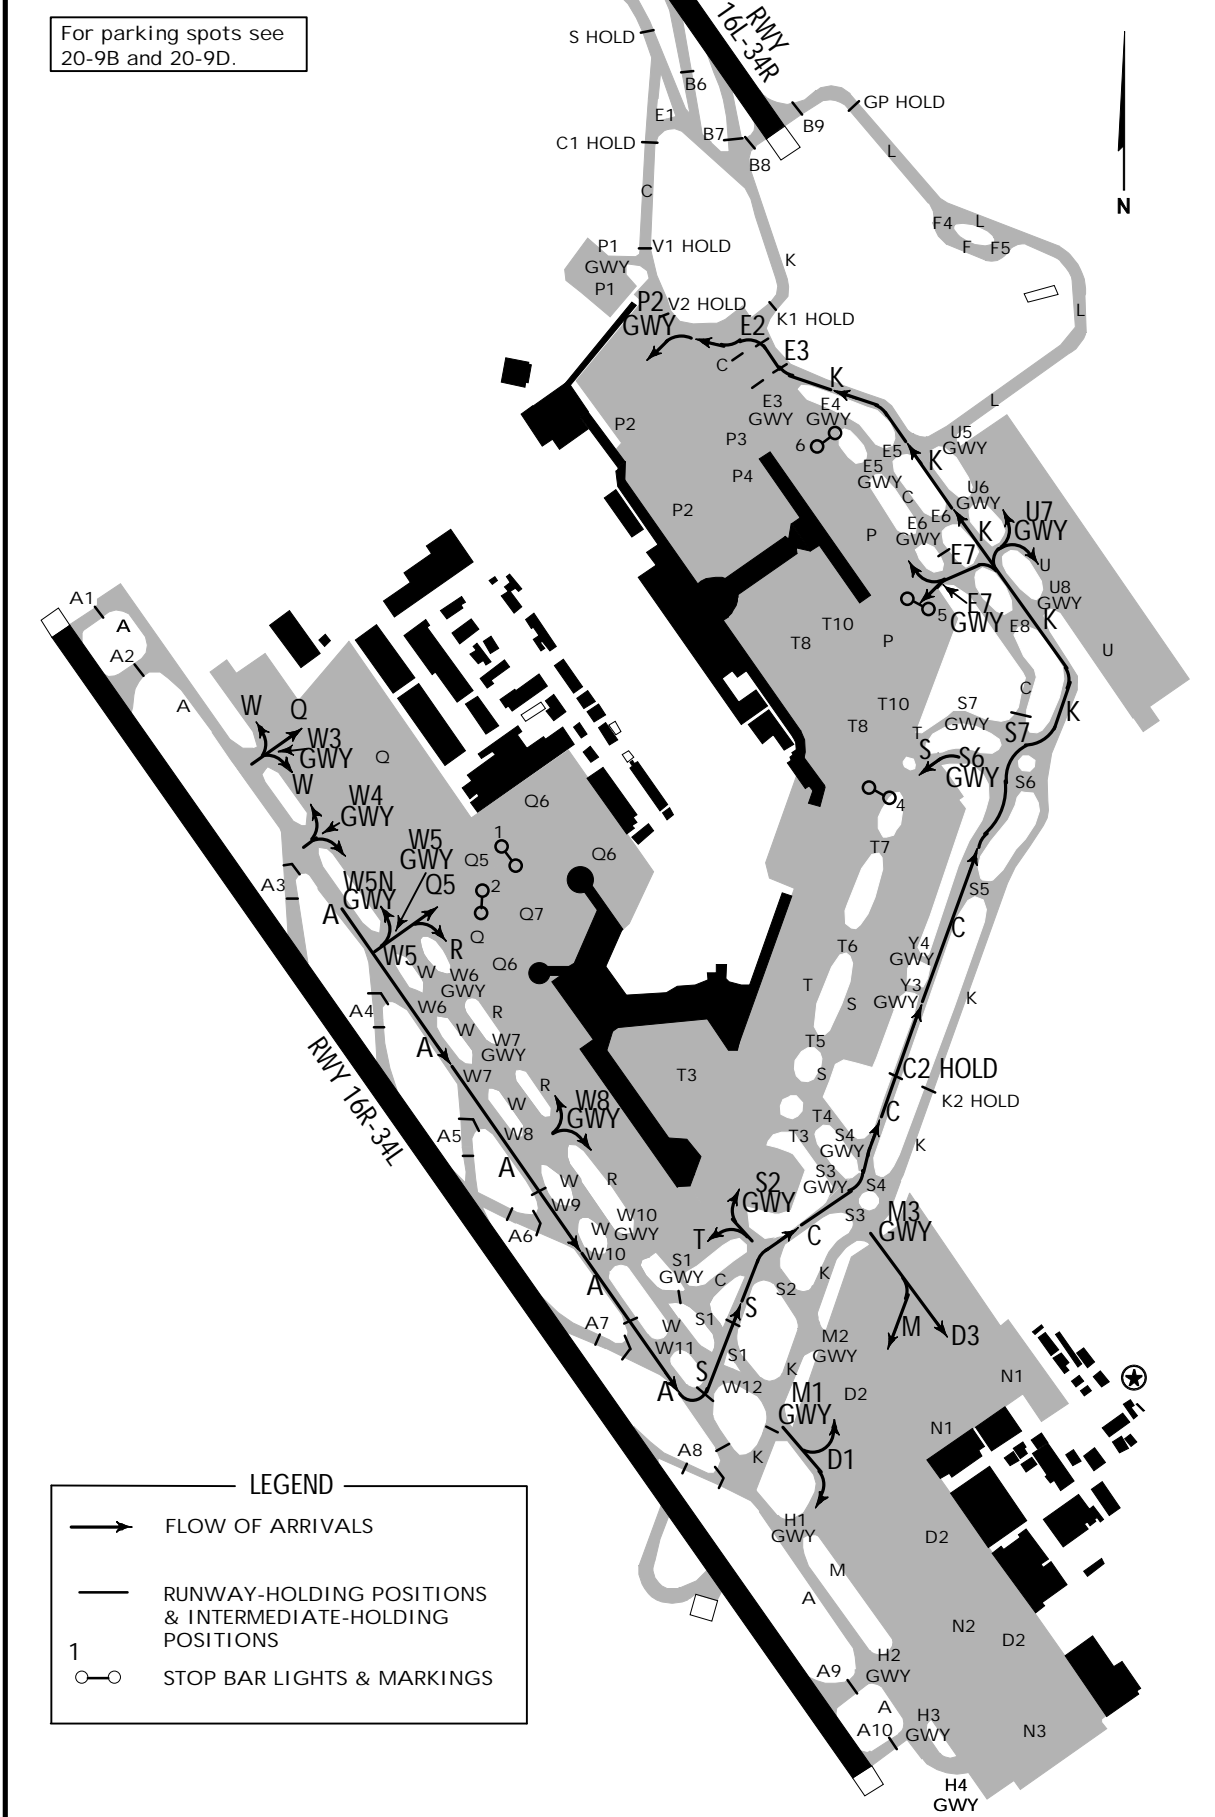 For parking spots see
20-9B and 20-9D.
S HOLD
RWY
16L-34R
B6
E1
B7
C1 HOLD
B8
B9
GP HOLD
L
C
N
F4
L
F
F5
P1
GWY
P1
V1 HOLD
K
L
P2
GWY
V2 HOLD
K1 HOLD
E2
C
E3
K
L
E3
GWY
E4
GWY
P2
P3
6
P4
E5
E5
GWY
K
U5
GWY
C
U6
GWY
P2
P
E6
E6
GWY
K
U7
GWY
E7
U
U8
GWY
5
E7
GWY
E8
K
T10
T8
P
U
A1
A
A2
A
C
T10
S7
GWY
T8
T
S7
K
W
Q
W3
GWY
W
Q
S
S6
GWY
S6
W4
GWY
Q6
4
1
W5
GWY
Q5
Q6
T7
A3
W5N
GWY
Q5
2
S5
A
Q7
C
W5
R
Q
T6
Y4
GWY
W
W6
GWY
Q6
T
S
Y3
GWY
K
A4
W6
R
W
W7
GWY
T5
RWY 16R-34L
A
W7
T3
S
C2 HOLD
R
W8
GWY
K2 HOLD
W
T4
C
A5
W8
T3
S4
GWY
K
A
W
R
S3
GWY
S4
S2
GWY
W9
W10
GWY
S3
M3
GWY
A6
W
T
C
W10
S1
GWY
C
K
A
S2
S
A7
S1
W
M2
GWY
M
D3
W11
S1
K
N1
A
S
W12
M1
GWY
D2
N1
A8
K
D1
LEGEND
FLOW OF ARRIVALS
H1
GWY
D2
M
RUNWAY-HOLDING POSITIONS
& INTERMEDIATE-HOLDING
POSITIONS
A
N2
D2
1
STOP BAR LIGHTS & MARKINGS
H2
GWY
A9
A
A10
H3
GWY
N3
H4
GWY